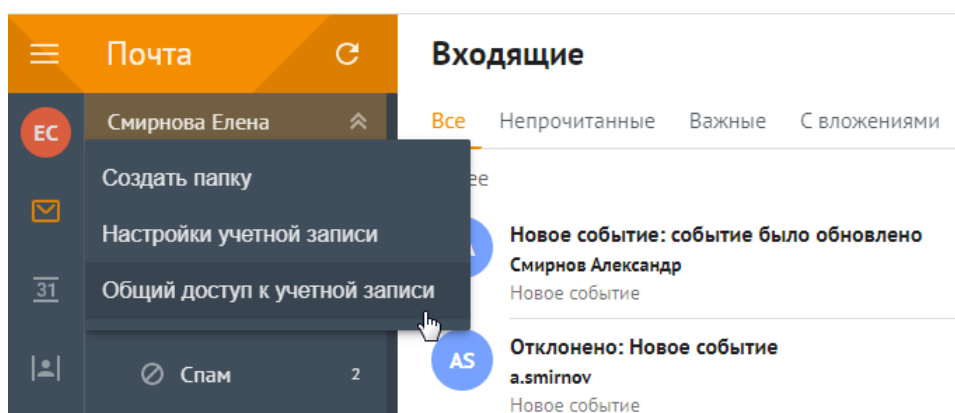 Почта
Входящие
ЕС
Смирнова Елена
Все Непрочитанные Важные С вложениями
Создать папку
Настройки учетной записи
Новое событие: событие было обновлено
Смирнов Александр
Новое событие
31
Общий доступ к учетной записи
AS
Отклонено: Новое событие
a.smirnov
Новое событие
Спам 2